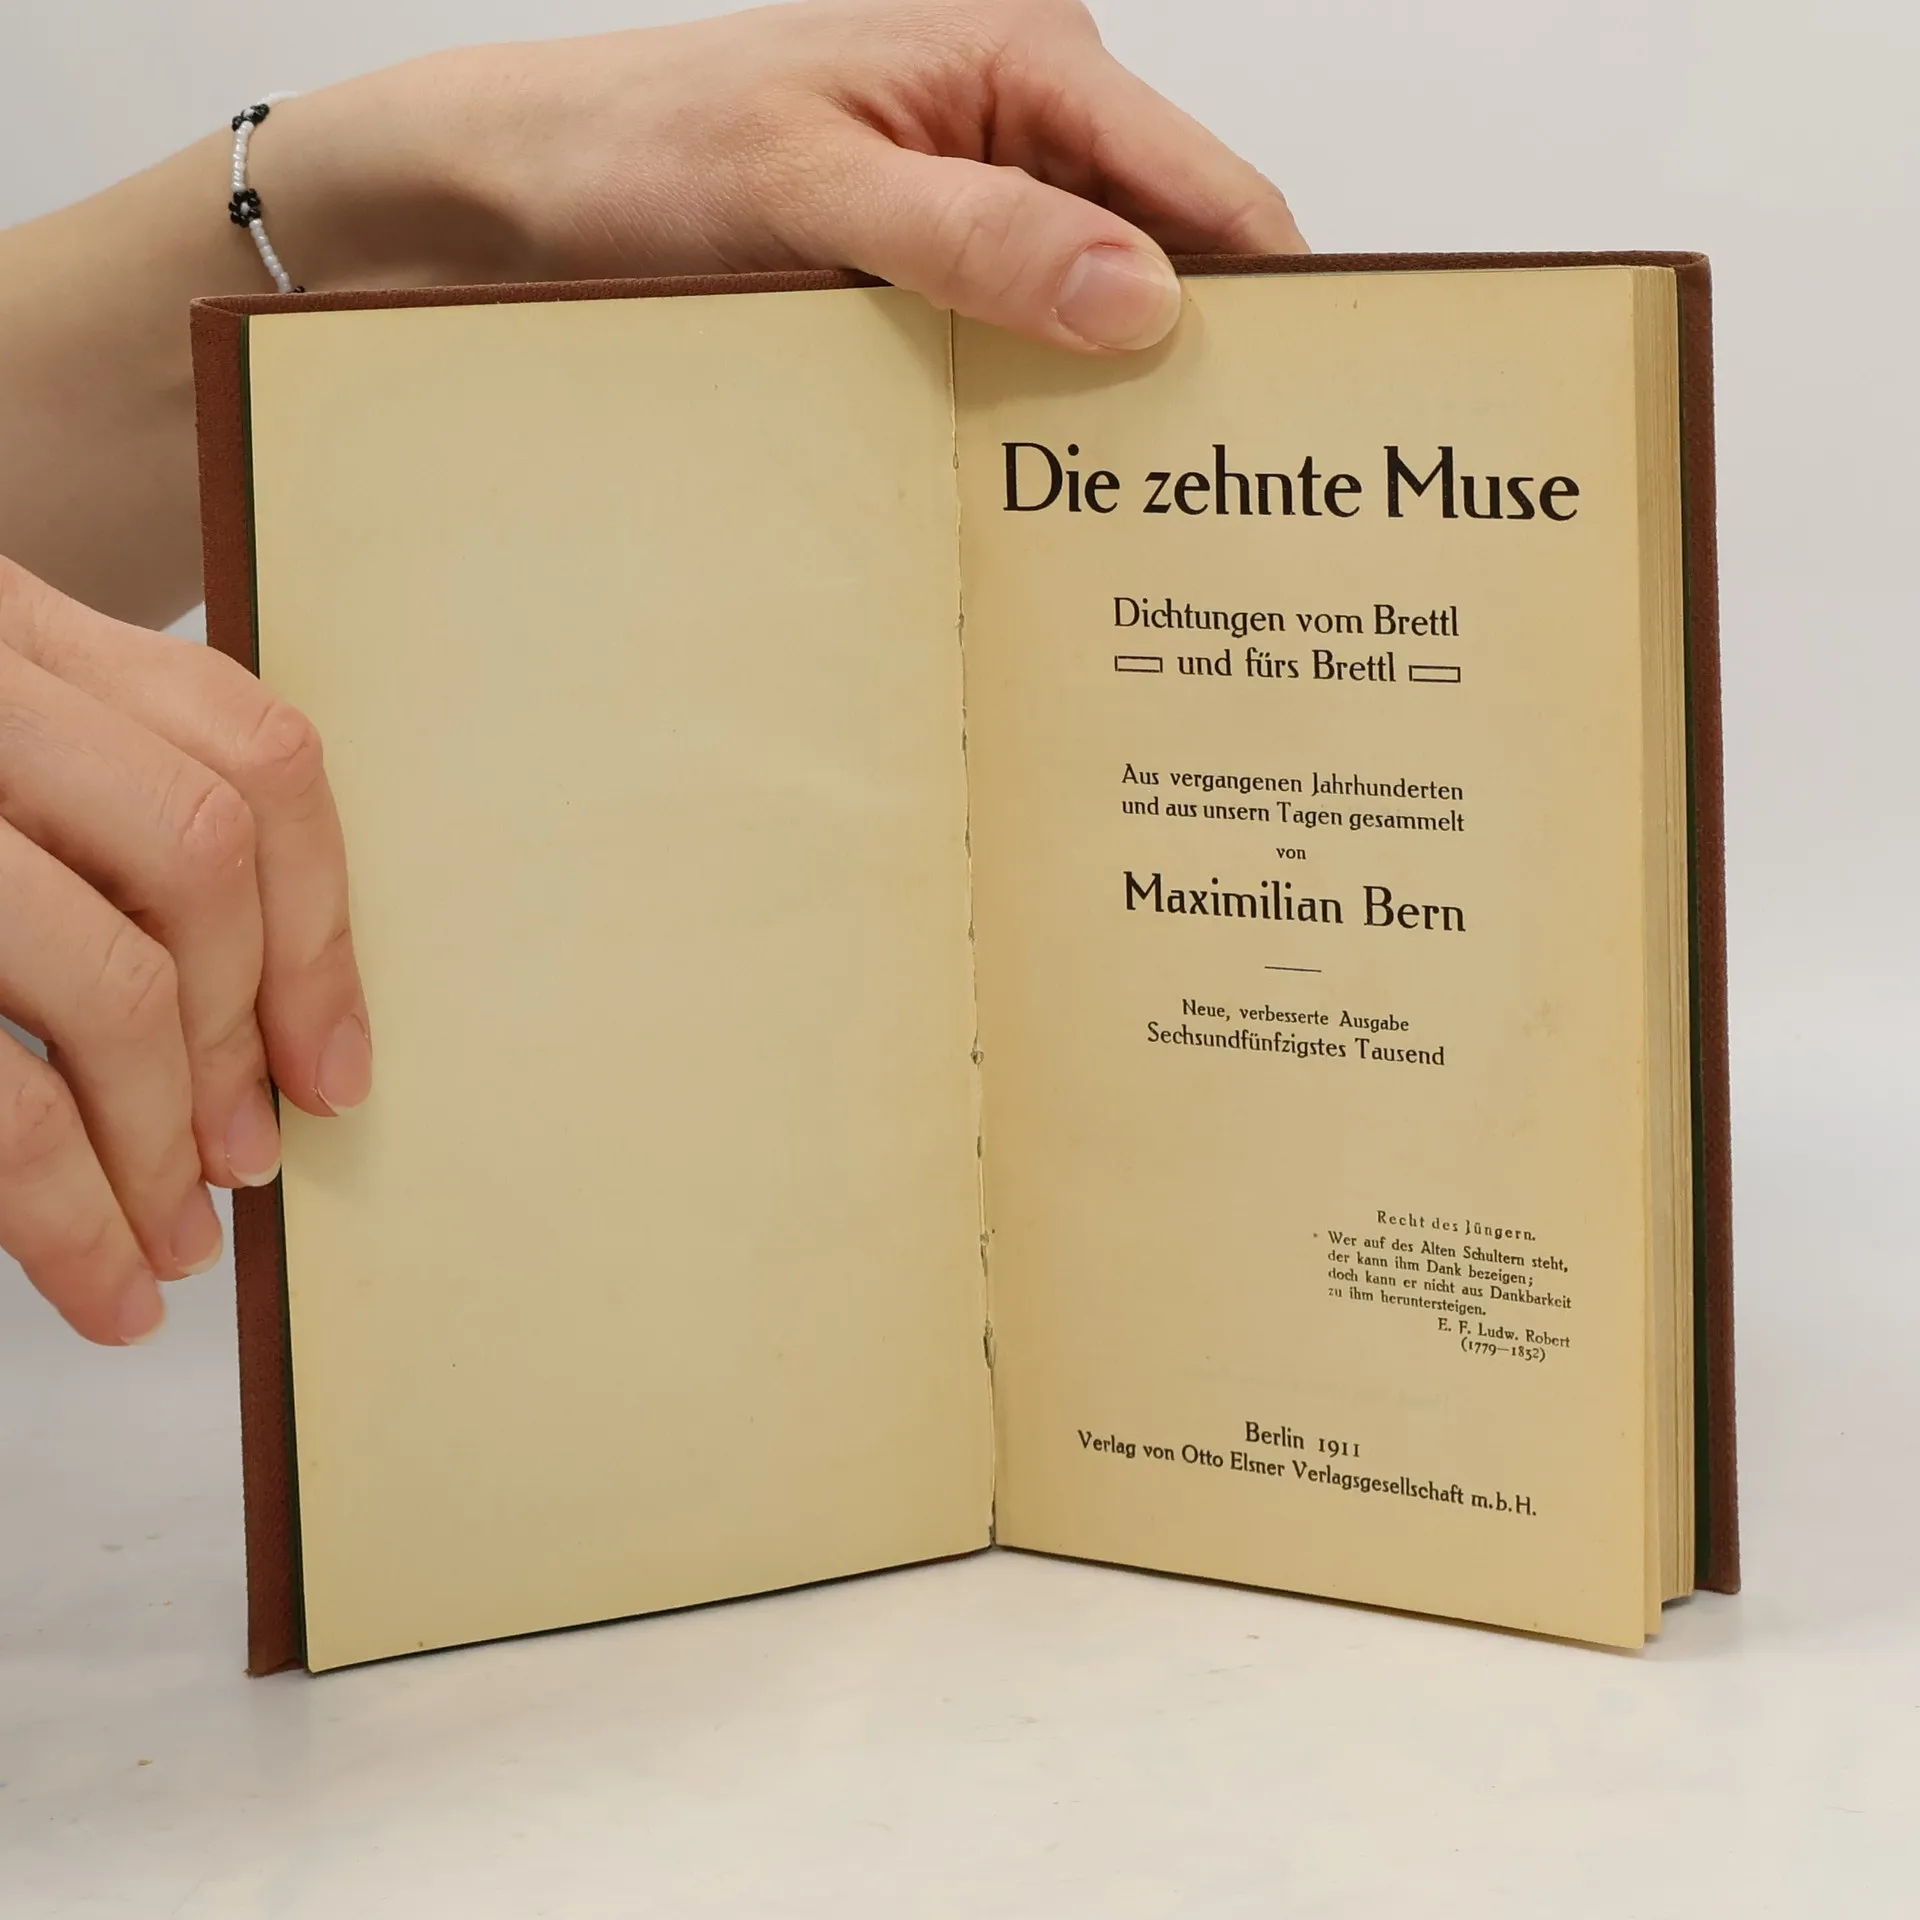 Die zehnte Muse
Dichtungen vom Brettl
und fürs Brettl
Aus vergangenen Jahrhunderten
und aus unsern Tagen gesammelt
von
Maximilian Bern
Neue, verbesserte Ausgabe
Sechsundfünfzigstes Tausend
Recht des Jüngern.
Wer auf des Alten Schultern steht,
der kann ihm Dank bezeigen;
doch kann er nicht aus Dankbarkeit
zu ihm heruntersteigen.
E. F. Ludw. Robert
(1779—1832)
Berlin 1911
Verlag von Otto Elsner Verlagsgesellschaft m.b.H.